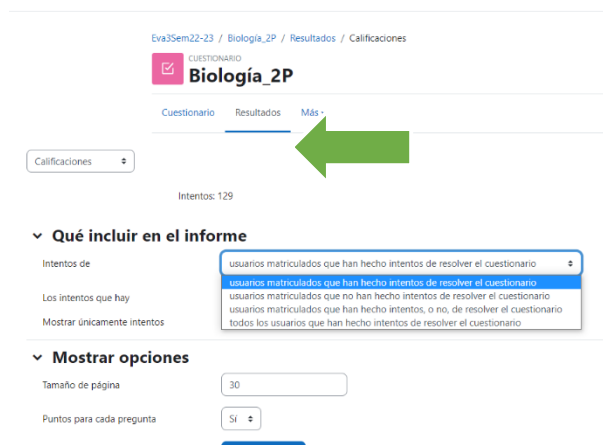 Eva3Sem22-23 / Biología_2P / Resultados / Calificaciones
CUESTIONARIO
Biología_2P
Cuestionario Resultados Más
Calificaciones
Intentos: 129
Qué incluir en el informe
Intentos de usuarios matriculados que han hecho intentos de resolver el cuestionario
usuarios matriculados que han hecho intentos de resolver el cuestionario
usuarios matriculados que no han hecho intentos de resolver el cuestionario
Los intentos que hay
usuarios matriculados que han hecho intentos, o no, de resolver el cuestionario
Mostrar únicamente intentos
todos los usuarios que han hecho intentos de resolver el cuestionario
Mostrar opciones
Tamaño de página 30
Puntos para cada pregunta Sí